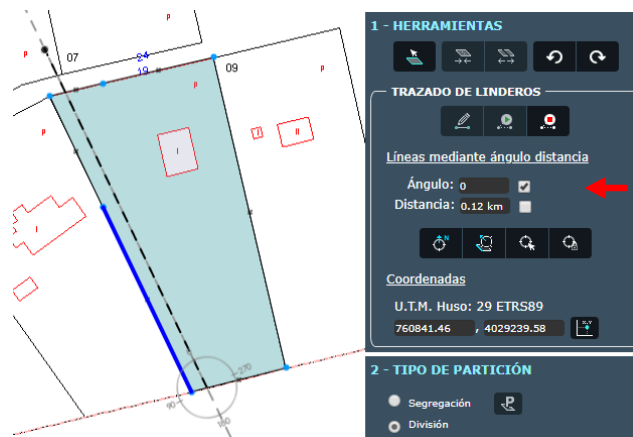 P
24
07
19
09
P
P
P
P
I
I
II
I
270
90
180
1 - HERRAMIENTAS
TRAZADO DE LINDEROS
Líneas mediante ángulo distancia
Ángulo: 0
Distancia: 0.12 km
N
Coordenadas
U.T.M. Huso: 29 ETRS89
760841.46 , 4029239.58 X,Y
2 - TIPO DE PARTICIÓN
Segregación P
División